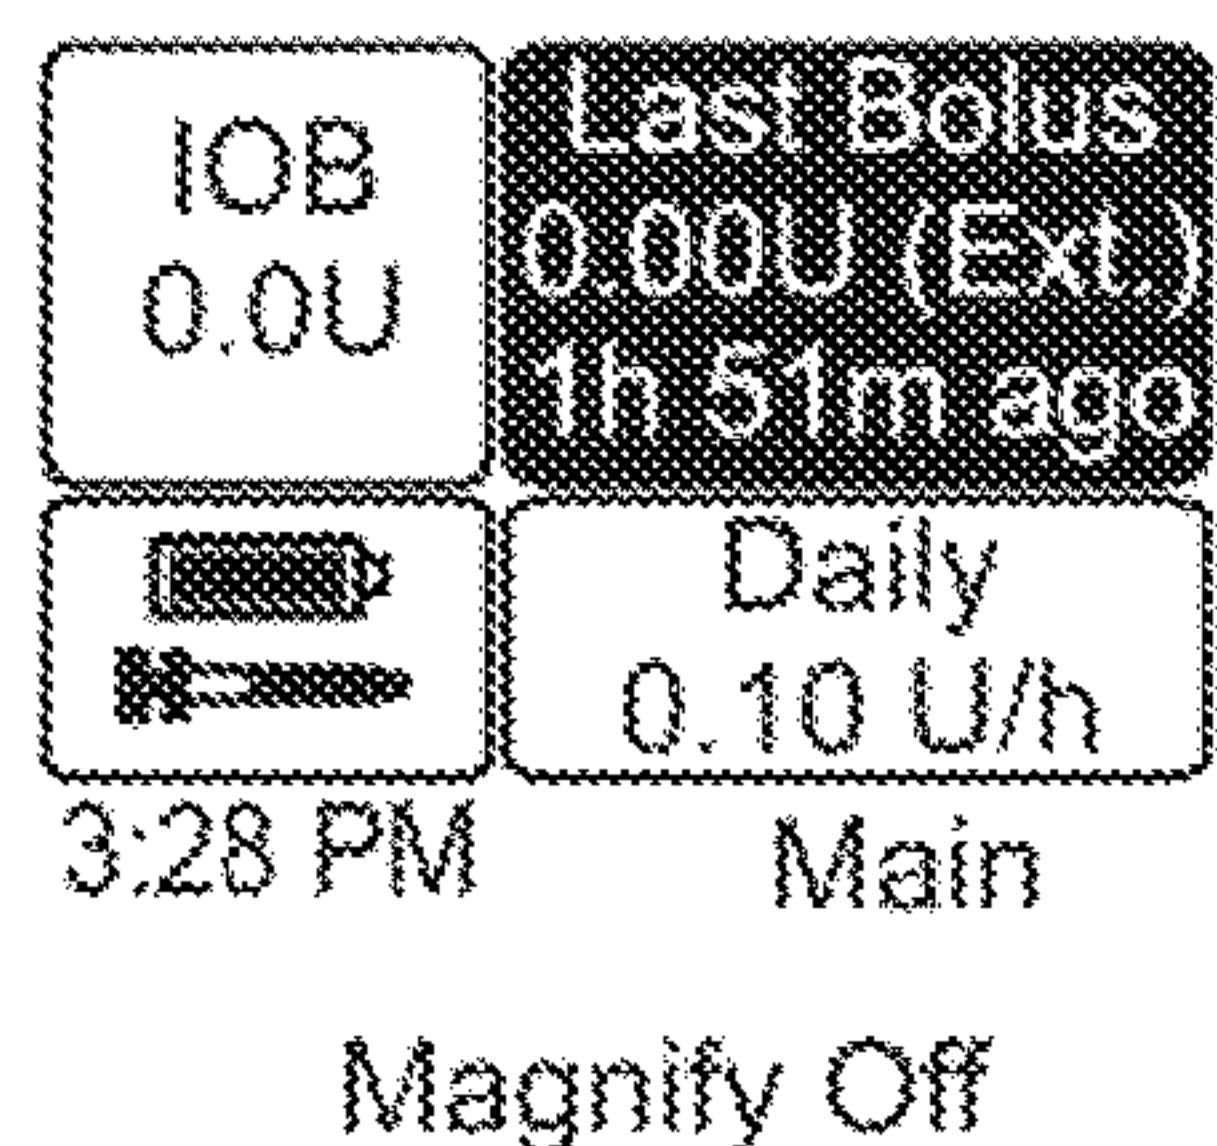 IOB
0.0U
Last Bolus
0.00U (Ext.)
1h 51m ago
Daily
0.10 U/h
3:28 PM
Main
Magnify Off